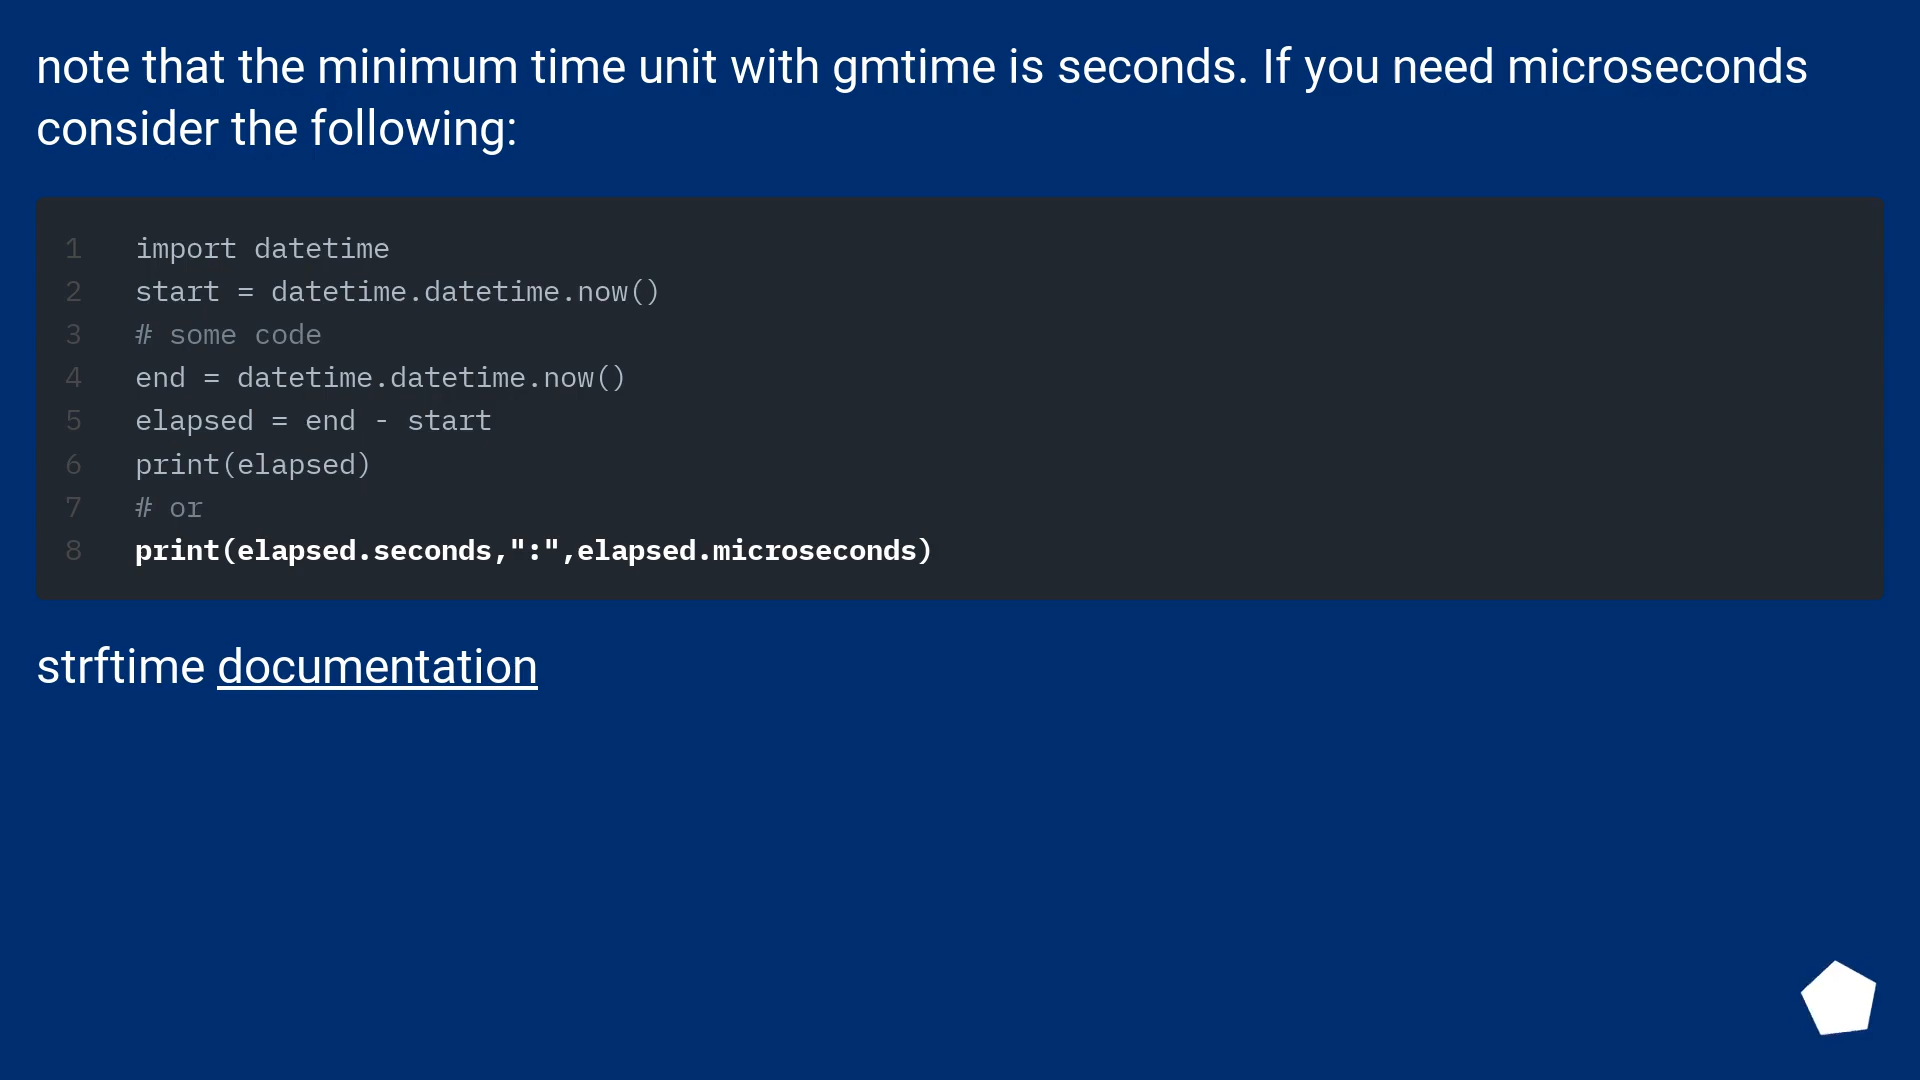 note that the minimum time unit with gmtime is seconds. If you need microseconds
consider the following:
1 import datetime
2 start = datetime.datetime.now()
3 # some code
4 end = datetime.datetime.now()
5 elapsed = end - start
6 print(elapsed)
7 # or
8 print(elapsed.seconds,":",elapsed.microseconds)
strftime documentation